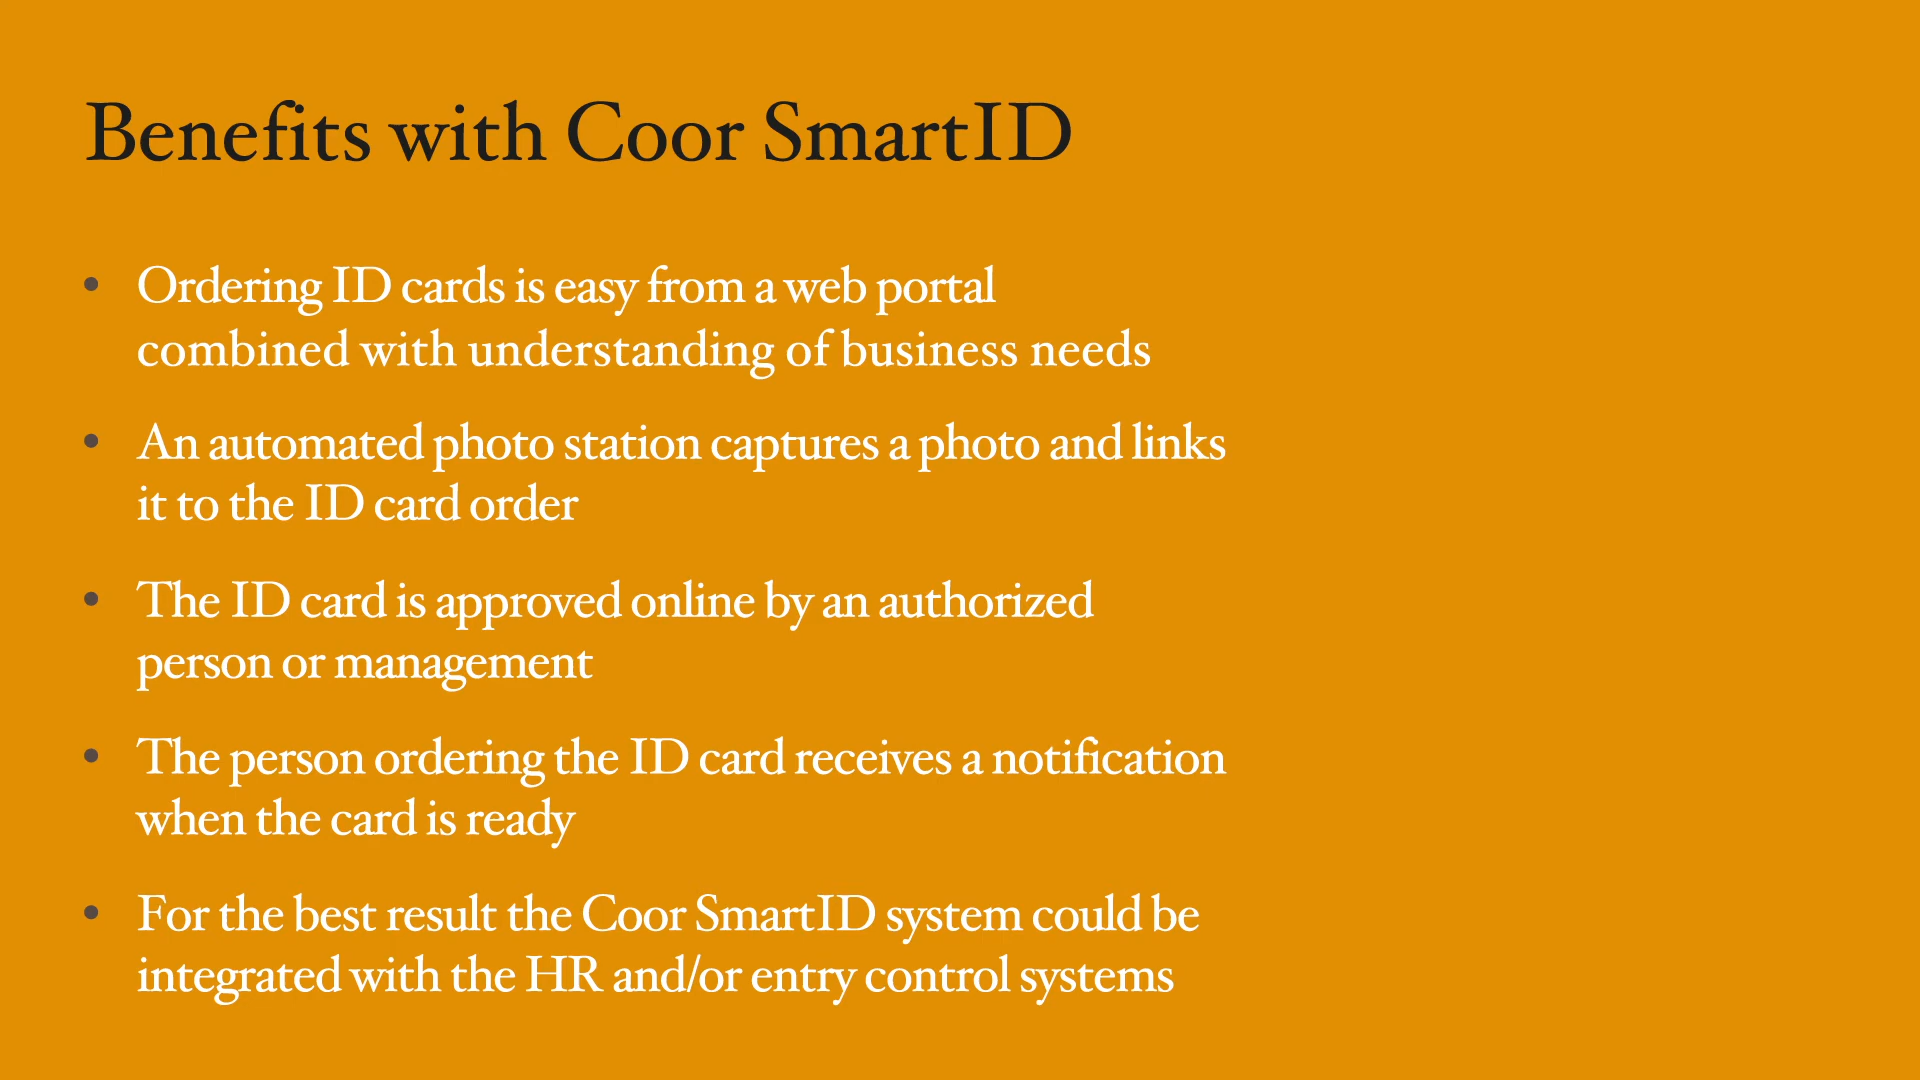 Benefits with Coor SmartID
• Ordering ID cards is easy from a web portal
combined with understanding of business needs
• An automated photo station captures a photo and links
it to the ID card order
• The ID card is approved online by an authorized
person or management
• The person ordering the ID card receives a notification
when the card is ready
• For the best result the Coor SmartID system could be
integrated with the HR and/or entry control systems